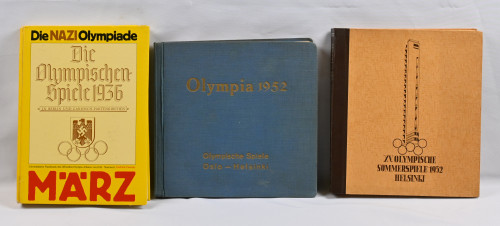 Die NAZI Olympiade
Die
Olympischen
Spiele 1936
MÄRZ
Olympia 1952
Olympische Spiele
Oslo – Helsinki
XV. OLYMPISCHE
SOMMERSPIELE 1952
HELSINKI